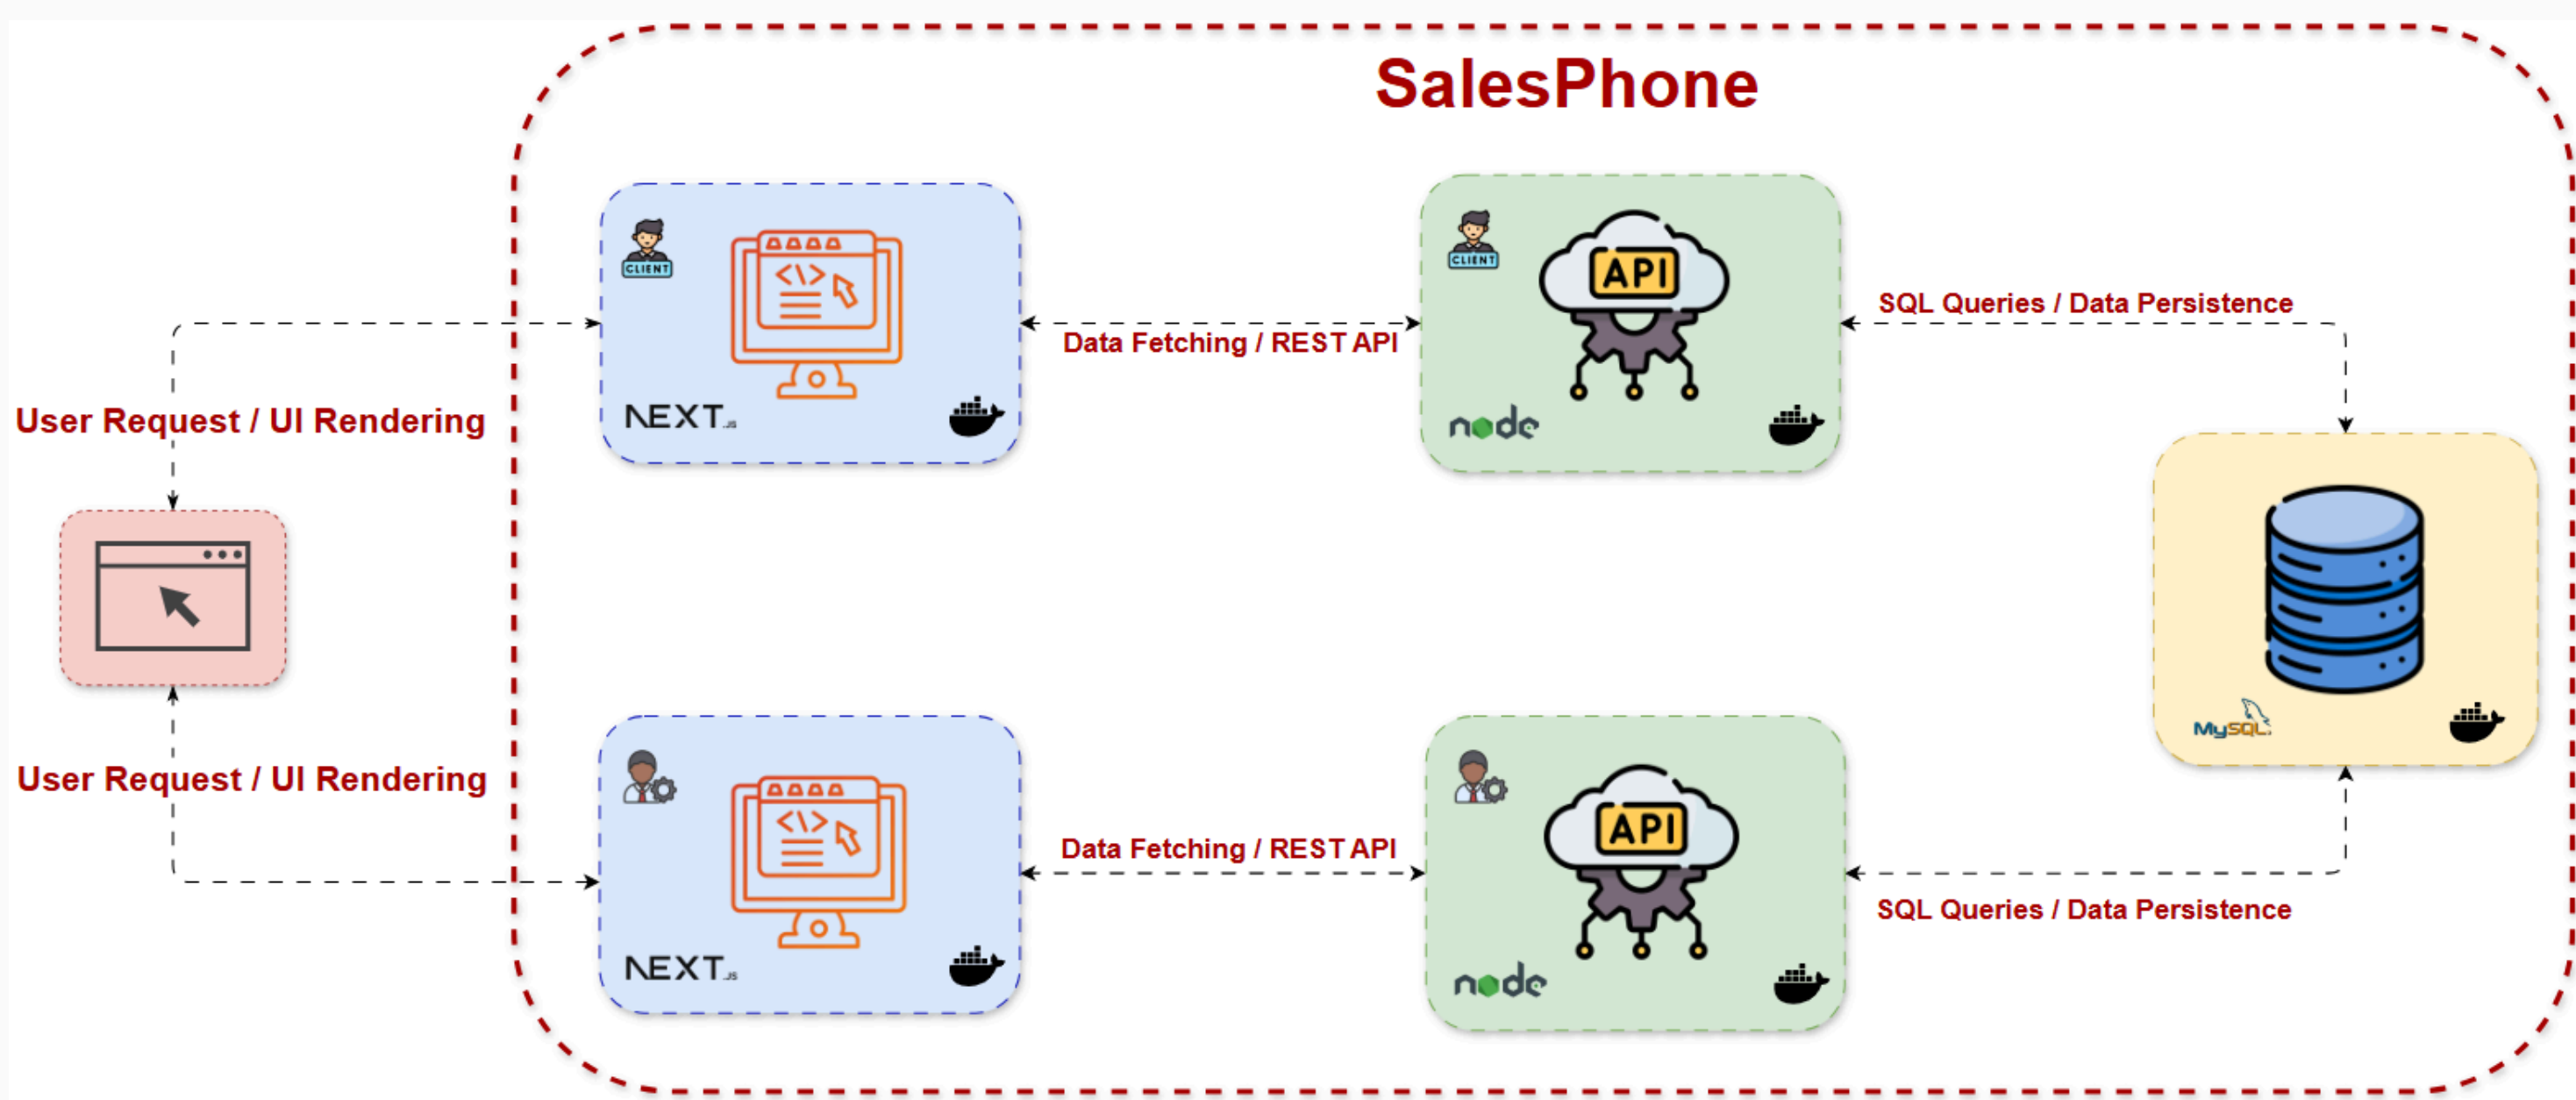 SalesPhone
CLIENT
API
NEXT.JS
node
Data Fetching / REST API
CLIENT
SQL Queries / Data Persistence
User Request / UI Rendering
MySQL
User Request / UI Rendering
NEXT.JS
Data Fetching / REST API
API
node
SQL Queries / Data Persistence